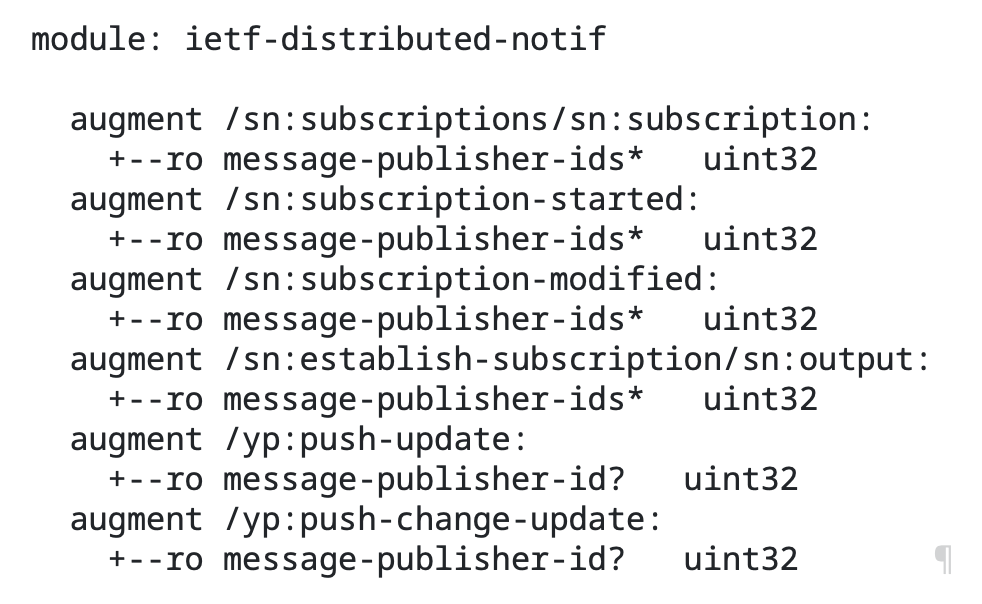 module: ietf-distributed-notif

  augment /sn:subscriptions/sn:subscription:
    +--ro message-publisher-ids*   uint32
  augment /sn:subscription-started:
    +--ro message-publisher-ids*   uint32
  augment /sn:subscription-modified:
    +--ro message-publisher-ids*   uint32
  augment /sn:establish-subscription/sn:output:
    +--ro message-publisher-ids*   uint32
  augment /yp:push-update:
    +--ro message-publisher-id?   uint32
  augment /yp:push-change-update:
    +--ro message-publisher-id?   uint32       ¶